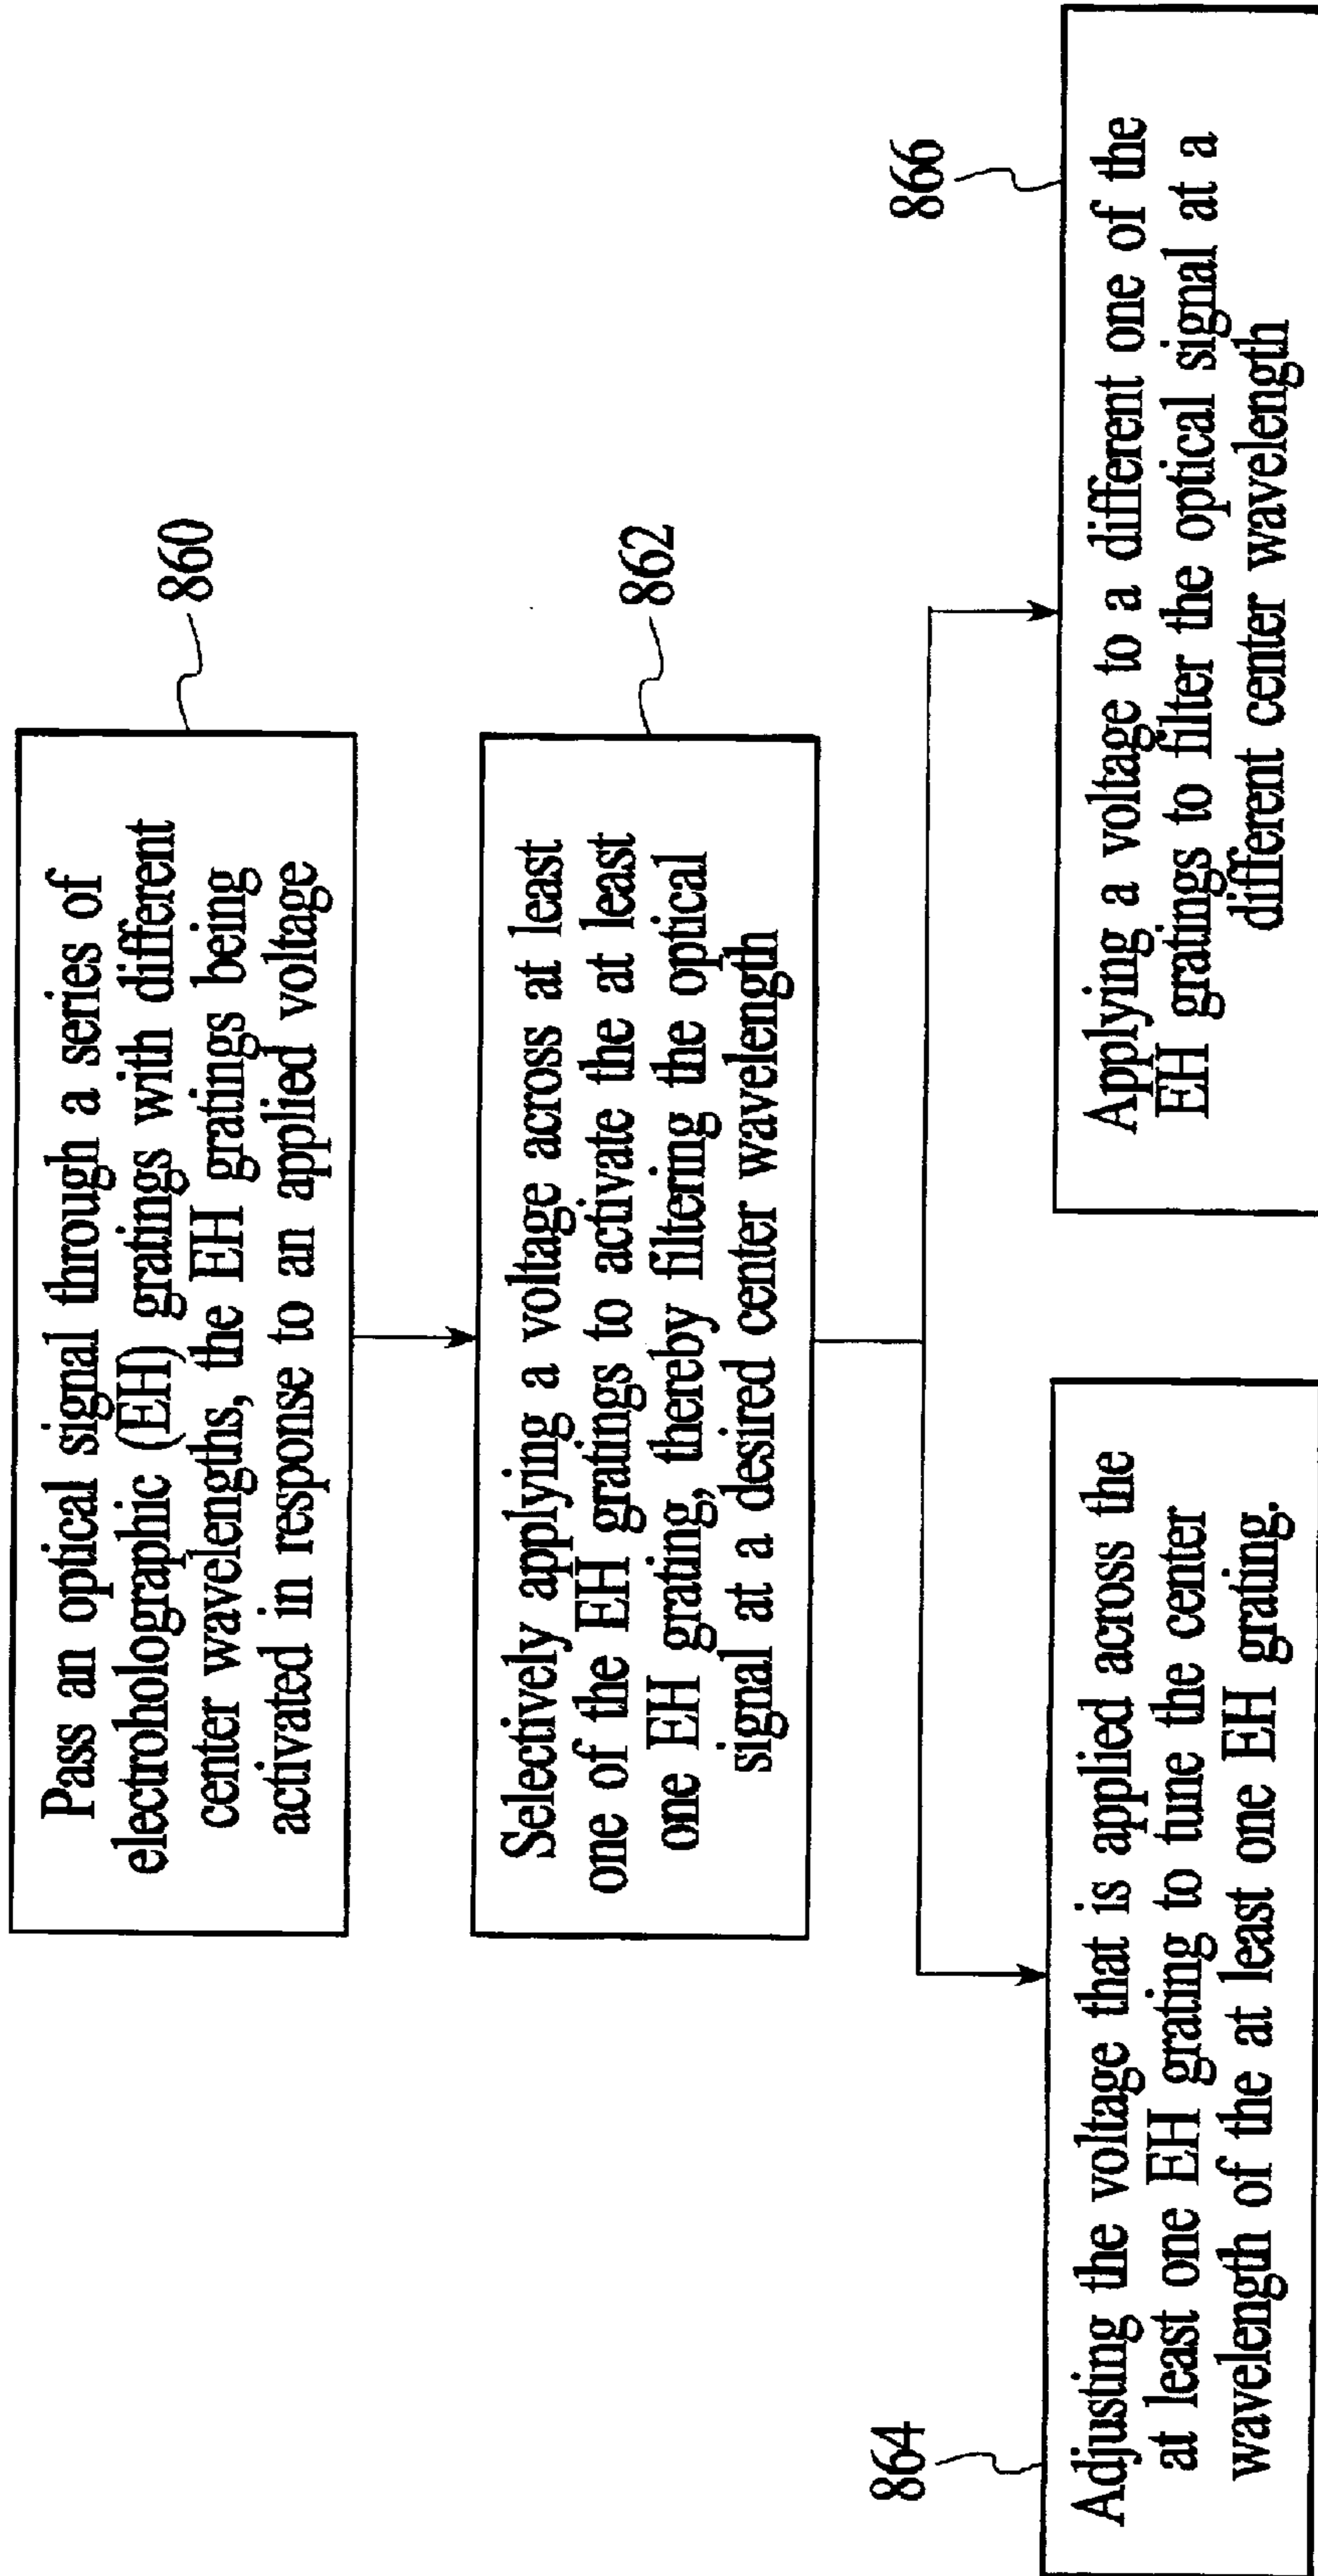 Pass an optical signal through a series of
electroholographic (EH) gratings with different
center wavelengths, the EH gratings being
activated in response to an applied voltage
860
Selectively applying a voltage across at least
one of the EH gratings to activate the at least
one EH grating, thereby filtering the optical
signal at a desired center wavelength
862
864
Adjusting the voltage that is applied across the
at least one EH grating to tune the center
wavelength of the at least one EH grating.
866
Applying a voltage to a different one of the
EH gratings to filter the optical signal at a
different center wavelength